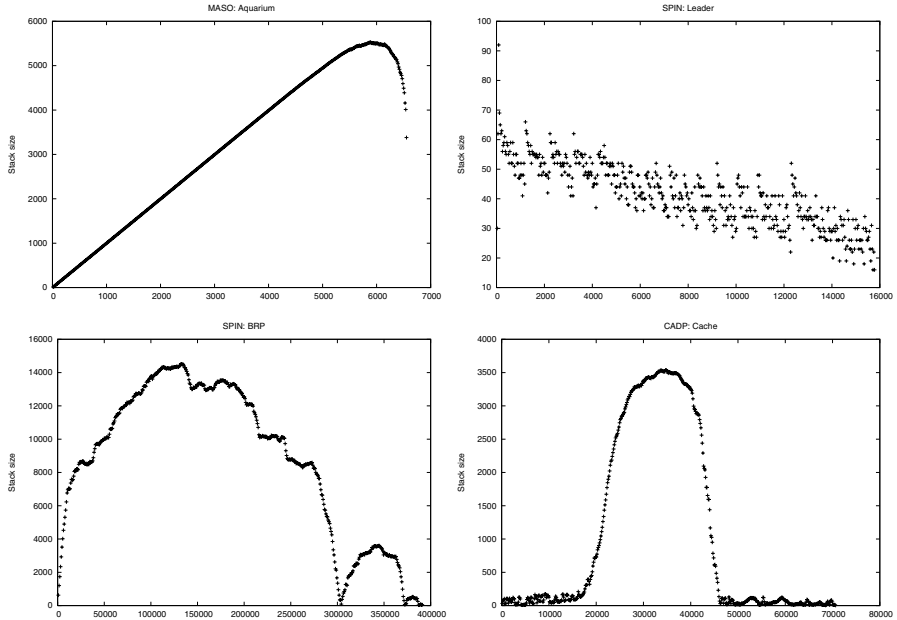 MASO: Aquarium
6000
5000
4000
3000
2000
1000
0
Stack size
0 1000 2000 3000 4000 5000 6000 7000
SPIN: Leader
100
90
80
70
60
50
40
30
20
10
Stack size
0 2000 4000 6000 8000 10000 12000 14000 16000
SPIN: BRP
16000
14000
12000
10000
8000
6000
4000
2000
0
Stack size
0 50000 100000 150000 200000 250000 300000 350000 400000
CADP: Cache
4000
3500
3000
2500
2000
1500
1000
500
0
Stack size
0 10000 20000 30000 40000 50000 60000 70000 80000